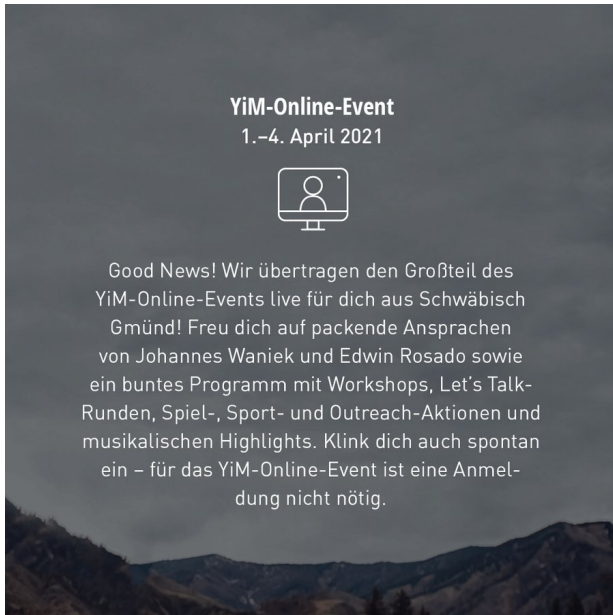 YiM-Online-Event
1.–4. April 2021
Good News! Wir übertragen den Großteil des
YiM-Online-Events live für dich aus Schwäbisch
Gmünd! Freu dich auf packende Ansprachen
von Johannes Waniek und Edwin Rosado sowie
ein buntes Programm mit Workshops, Let's Talk-
Runden, Spiel-, Sport- und Outreach-Aktionen und
musikalischen Highlights. Klink dich auch spontan
ein – für das YiM-Online-Event ist eine Anmel-
dung nicht nötig.